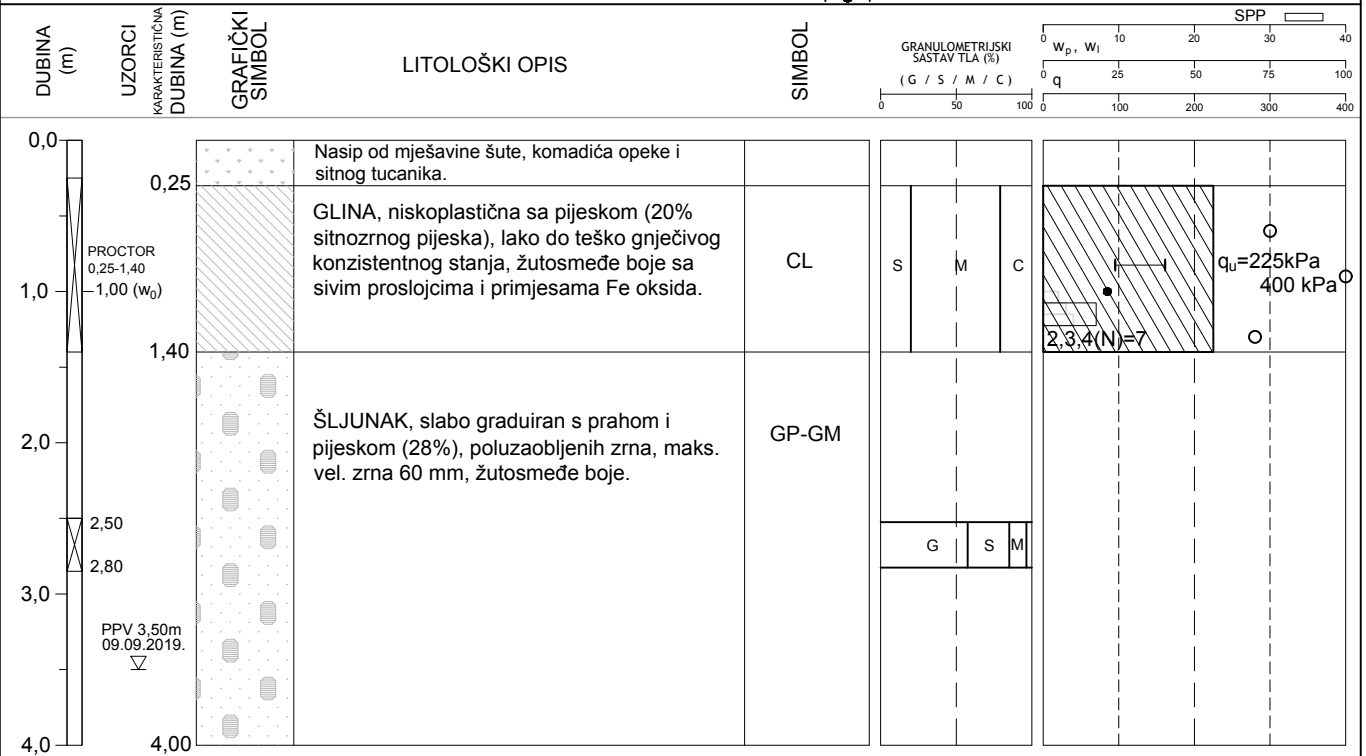 DUBINA
(m)
UZORCI
KARAKTERISTIČNA
DUBINA (m)
GRAFIČKI
SIMBOL
LITOLOŠKI OPIS
SIMBOL
GRANULOMETRIJSKI
SASTAV TLA (%)
( G / S / M / C )
0 50 100
SPP
0 10 20 30 40
wp , wl
0 25 50 75 100
q
0 100 200 300 400
0,0
Nasip od mješavine šute, komadića opeke i
sitnog tucanika.
0,25
GLINA, niskoplastična sa pijeskom (20%
sitnozrnog pijeska), lako do teško gnječivog
konzistentnog stanja, žutosmeđe boje sa
sivim proslojcima i primjesama Fe oksida.
CL
S M C
PROCTOR
0,25-1,40
1,0
1,00 (w0)
qu=225kPa
400 kPa
2,3,4(N)=7
1,40
ŠLJUNAK, slabo graduiran s prahom i
pijeskom (28%), poluzaobljenih zrna, maks.
vel. zrna 60 mm, žutosmeđe boje.
GP-GM
2,0
2,50
G S M
2,80
3,0
PPV 3,50m
09.09.2019.
4,0
4,00